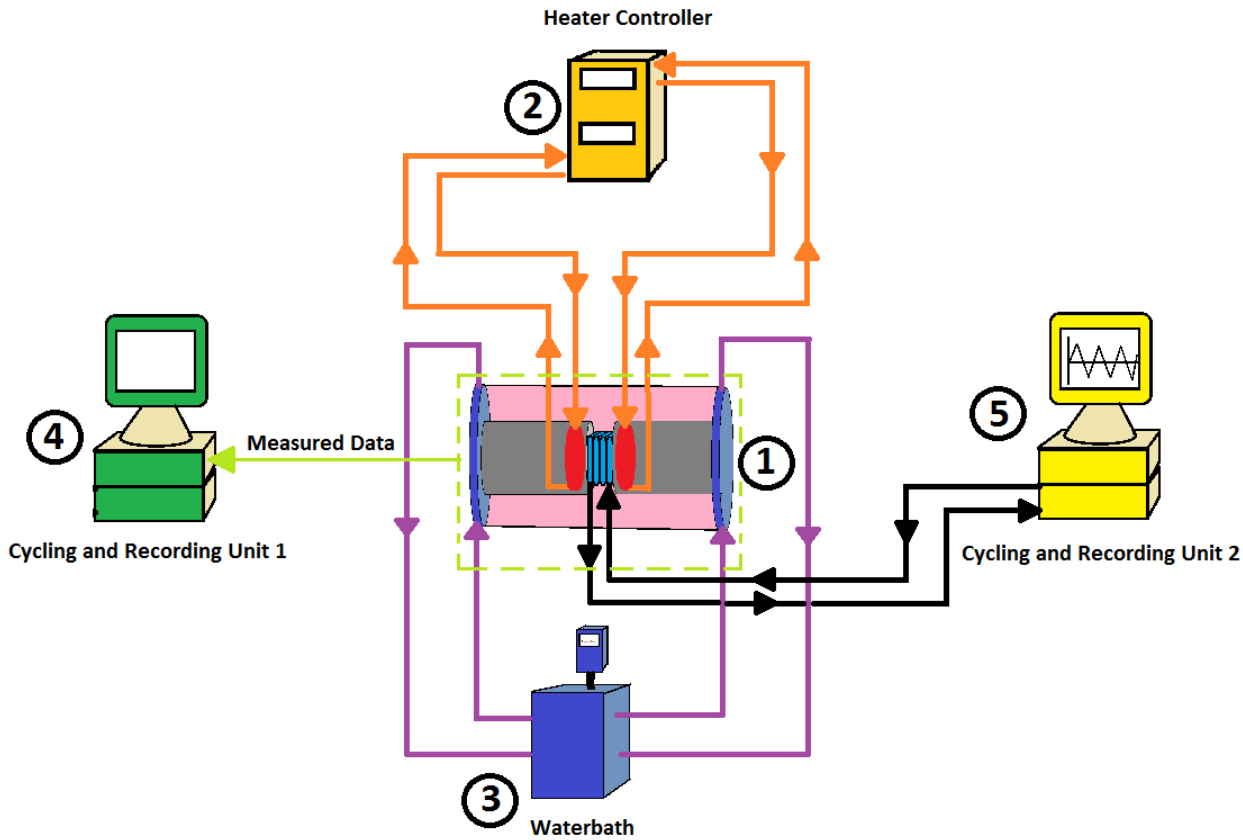 Heater Controller
2
4
Measured Data
1
5
Cycling and Recording Unit 1
Cycling and Recording Unit 2
3
Waterbath